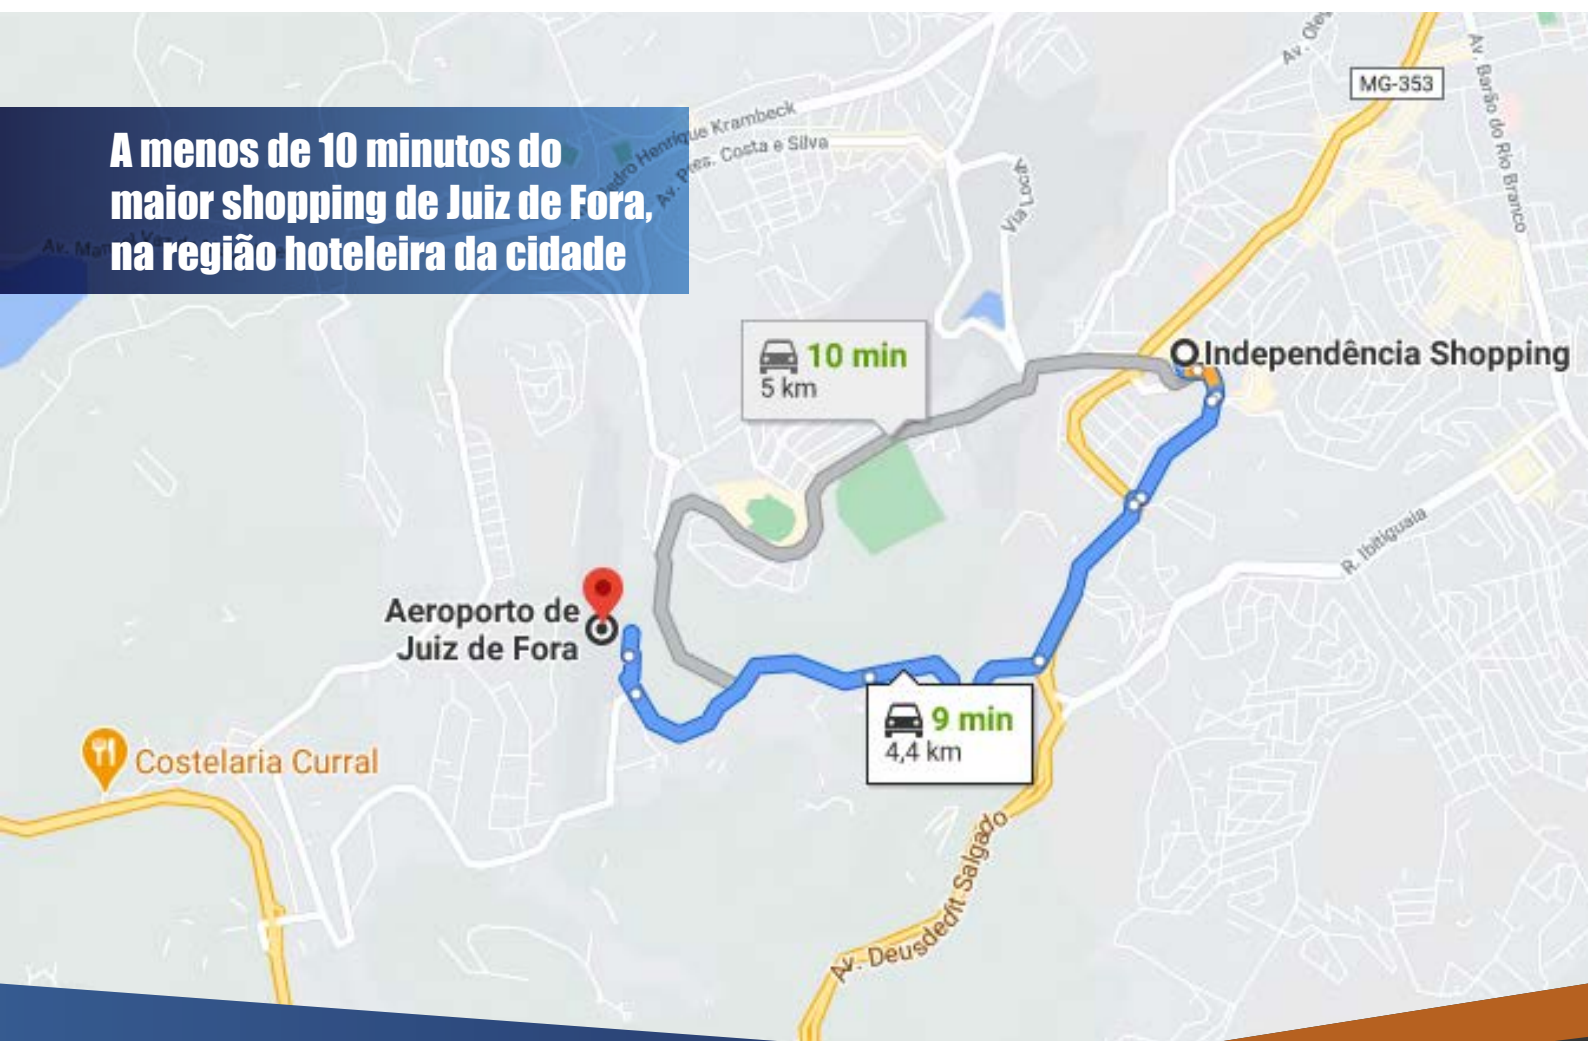 A menos de 10 minutos do
maior shopping de Juiz de Fora,
na região hoteleira da cidade
Krambeck
Av. Pres. Costa e Silva
Via Local
MG-353
Av. Barão do Rio Branco
10 min
5 km
Independência Shopping
R. Ibitiguaia
Aeroporto de
Juiz de Fora
9 min
4,4 km
Costelaria Curral
Av. Deusdedit Salgado